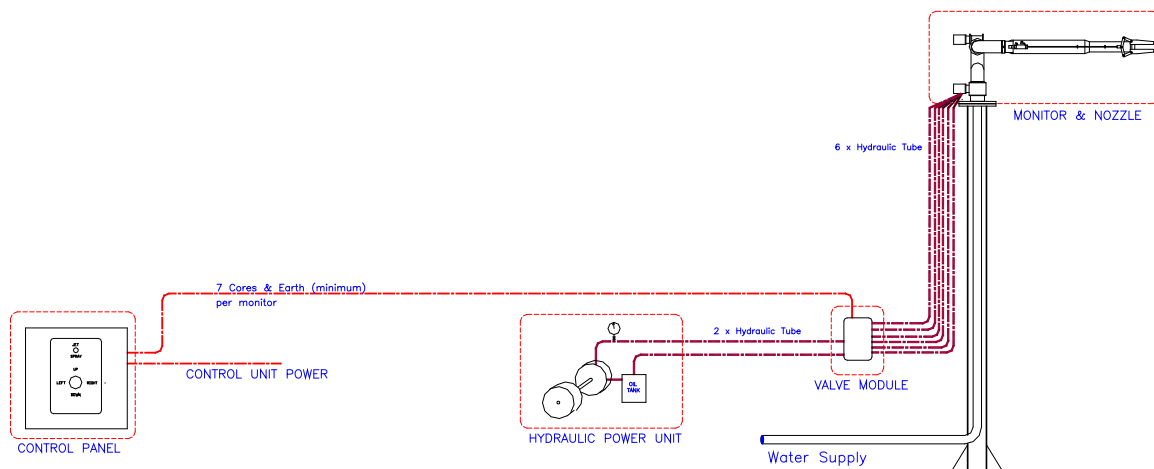 MONITOR & NOZZLE
6 x Hydraulic Tube
7 Cores & Earth (minimum)
per monitor
2 x Hydraulic Tube
JET
SPRAY
UP
LEFT RIGHT
DOWN
CONTROL UNIT POWER
OIL
TANK
VALVE MODULE
CONTROL PANEL
HYDRAULIC POWER UNIT
Water Supply